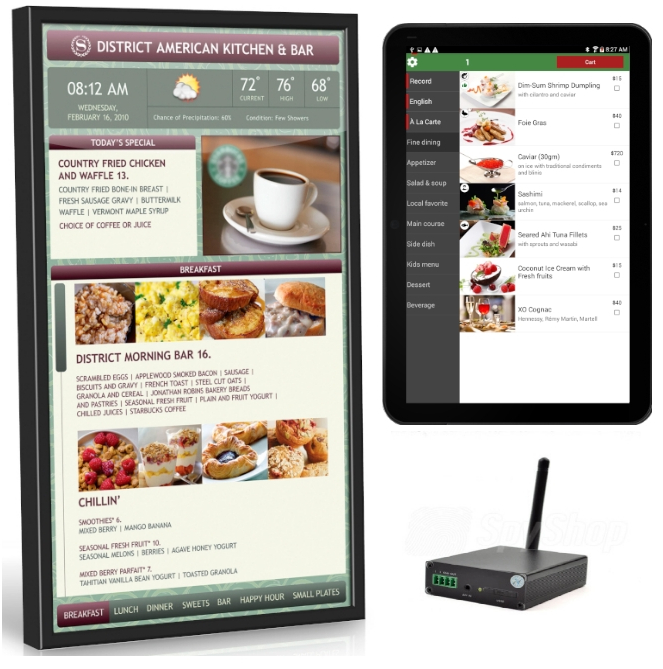 DISTRICT AMERICAN KITCHEN & BAR
08:12 AM
WEDNESDAY,
FEBRUARY 16, 2010
72° 76° 68°
CURRENT HIGH LOW
Chance of Precipitation: 60% Condition: Few Showers
TODAY'S SPECIAL
COUNTRY FRIED CHICKEN
AND WAFFLE 13.
COUNTRY FRIED BONE-IN BREAST |
FRESH SAUSAGE GRAVY | BUTTERMILK
WAFFLE | VERMONT MAPLE SYRUP
CHOICE OF COFFEE OR JUICE
BREAKFAST
DISTRICT MORNING BAR 16.
SCRAMBLED EGGS | APPLEWOOD SMOKED BACON | SAUSAGE |
BISCUITS AND GRAVY | FRENCH TOAST | STEEL CUT OATS |
GRANOLA AND CEREAL | JONATHAN ROBINS BAKERY BREADS
AND PASTRIES | SEASONAL FRESH FRUIT | PLAIN AND FRUIT YOGURT |
CHILLED JUICES | STARBUCKS COFFEE
CHILLIN'
SMOOTHIES* 6.
MIXED BERRY | MANGO BANANA
SEASONAL FRESH FRUIT* 10.
SEASONAL MELONS | BERRIES | AGAVE HONEY YOGURT
MIXED BERRY PARFAIT* 7.
TAHITIAN VANILLA BEAN YOGURT | TOASTED GRANOLA
BREAKFAST LUNCH DINNER SWEETS BAR HAPPY HOUR SMALL PLATES
8:27 AM
1 Cart
Record
English
À La Carte
Fine dining
Appetizer
Salad & soup
Local favorite
Main course
Side dish
Kids menu
Dessert
Beverage
Dim-Sum Shrimp Dumpling $15
with cilantro and caviar
Foie Gras $40
Caviar (30gm) $720
on ice with traditional condiments
and blinis
Sashimi $14
salmon, tuna, mackerel, scallop, sea
urchin
Seared Ahi Tuna Fillets $25
with sprouts and wasabi
Coconut Ice Cream with $15
Fresh fruits
XO Cognac $40
Hennessy, Rémy Martin, Martell
SpyShop